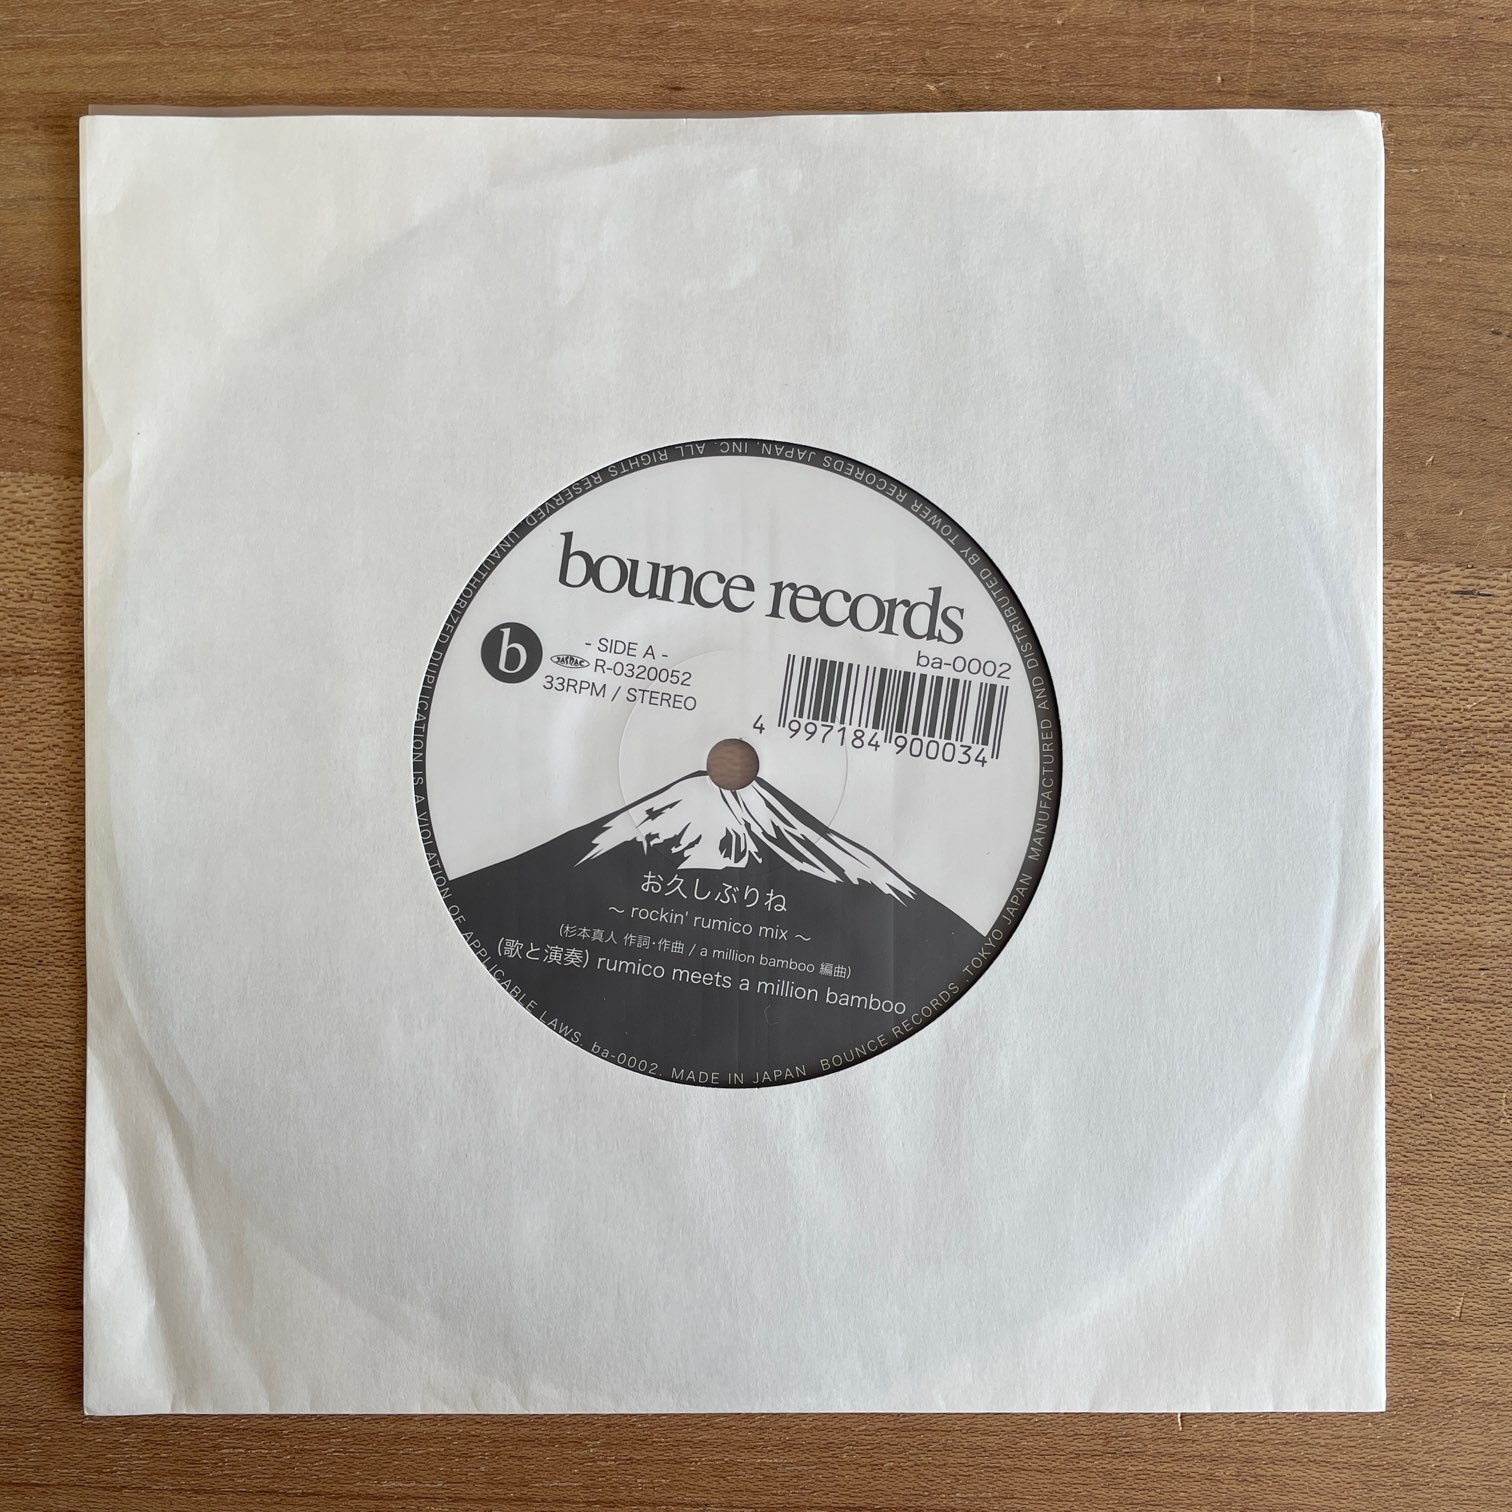 bounce records
b
- SIDE A -
JASRAC R-0320052
33RPM / STEREO
ba-0002
4 997184 900034
お久しぶりね
～ rockin' rumico mix ～
(杉本真人 作詞・作曲 / a million bamboo 編曲)
(歌と演奏) rumico meets a million bamboo
BOUNCE RECORDS. TOKYO JAPAN MANUFACTURED AND DISTRIBUTED BY TOWER RECOREDS JAPAN. INC. ALL RIGHTS RESERVED. UNAUTHORIZED DUPLICATION IS A VIOLATION OF APPLICABLE LAWS. ba-0002. MADE IN JAPAN